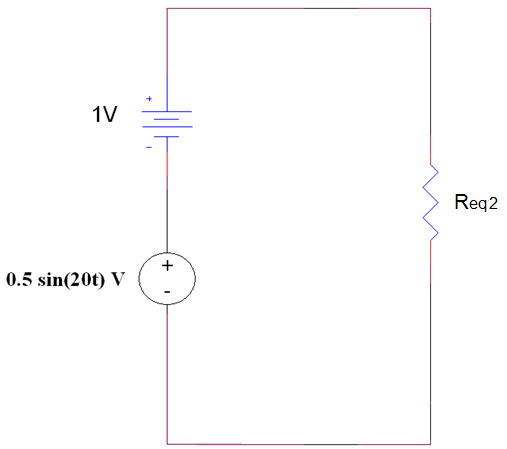 +
1V
-
Req2
+
0.5 sin(20t) V
-